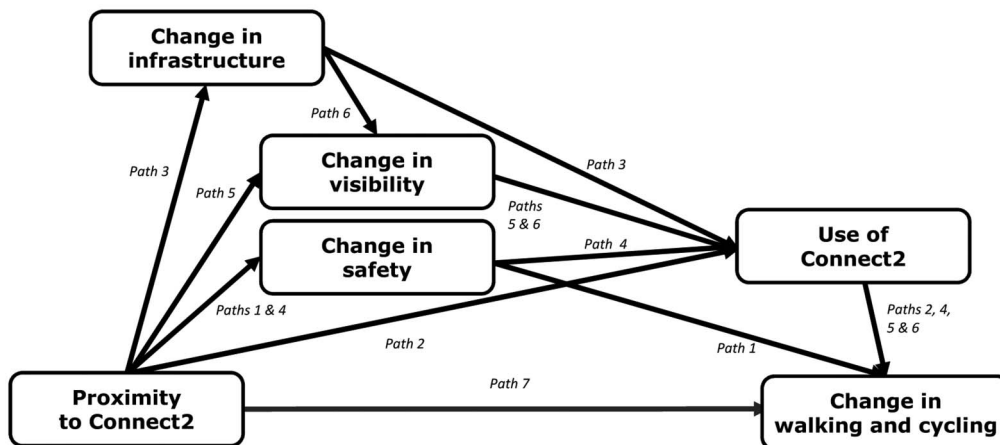 Change in
infrastructure
Path 6
Path 3
Path 3
Path 5
Change in
visibility
Paths
5 & 6
Change in
safety
Path 4
Use of
Connect2
Paths 1 & 4
Path 2
Path 1
Paths 2, 4,
5 & 6
Proximity
to Connect2
Path 7
Change in
walking and cycling